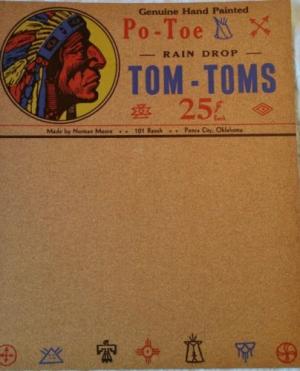 Genuine Hand Painted
Po-Toe
— RAIN DROP —
TOM-TOMS
25¢
Each
Made by Norman Moore • • 101 Ranch • • Ponca City, Oklahoma